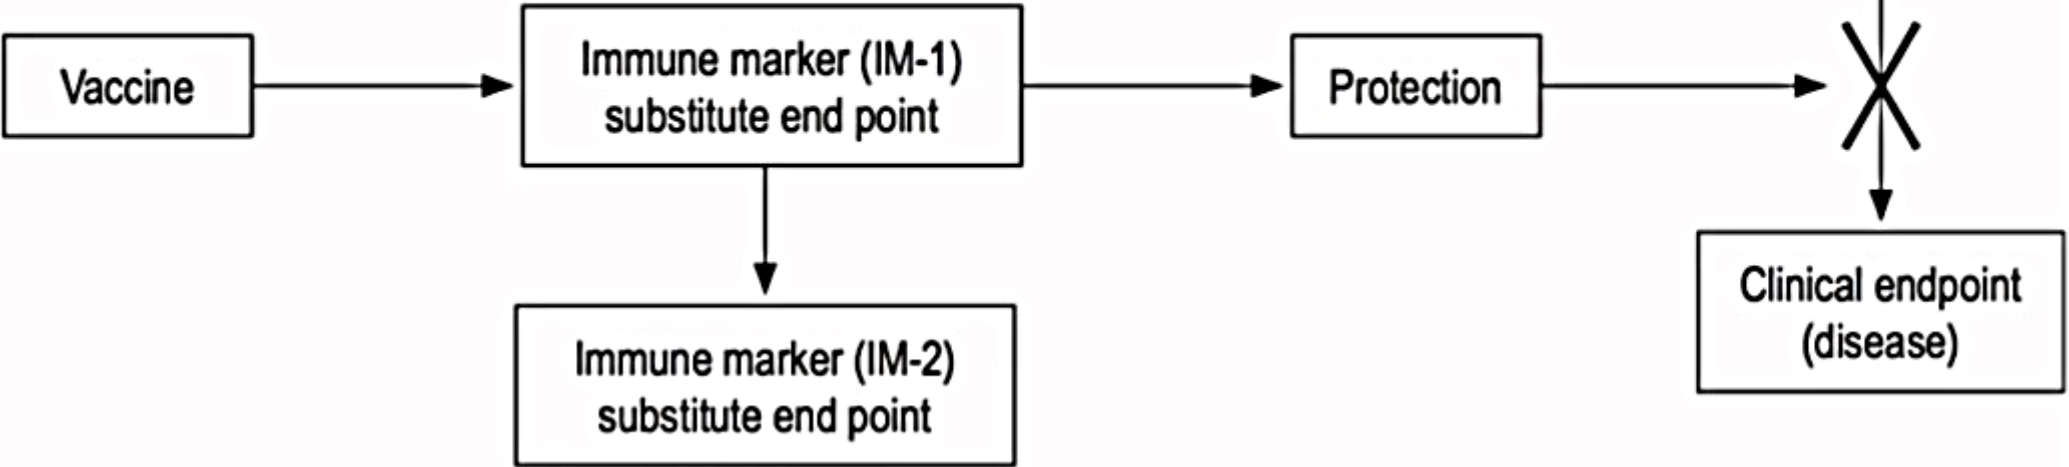 Vaccine
Immune marker (IM-1)
substitute end point
Protection
Immune marker (IM-2)
substitute end point
Clinical endpoint
(disease)